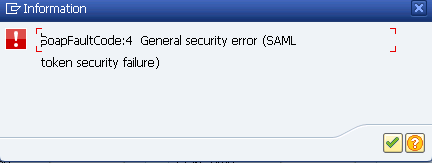 Information
SoapFaultCode:4 General security error (SAML
token security failure)